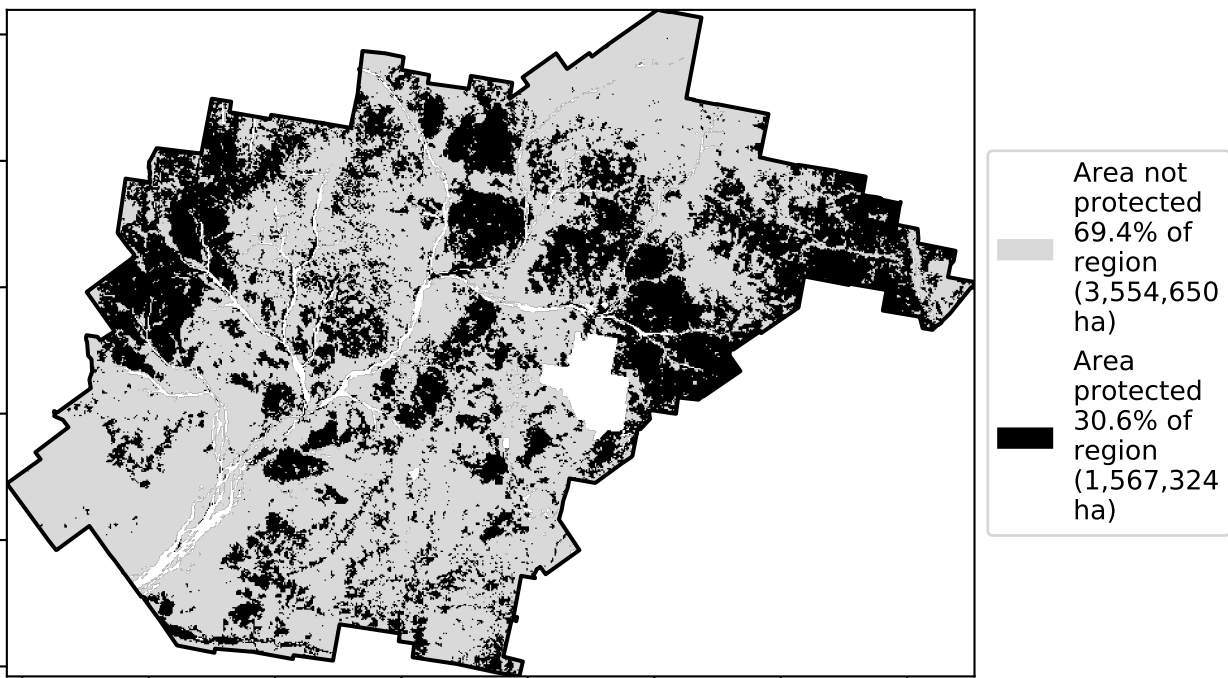 Area not
protected
69.4% of
region
(3,554,650
ha)
Area
protected
30.6% of
region
(1,567,324
ha)